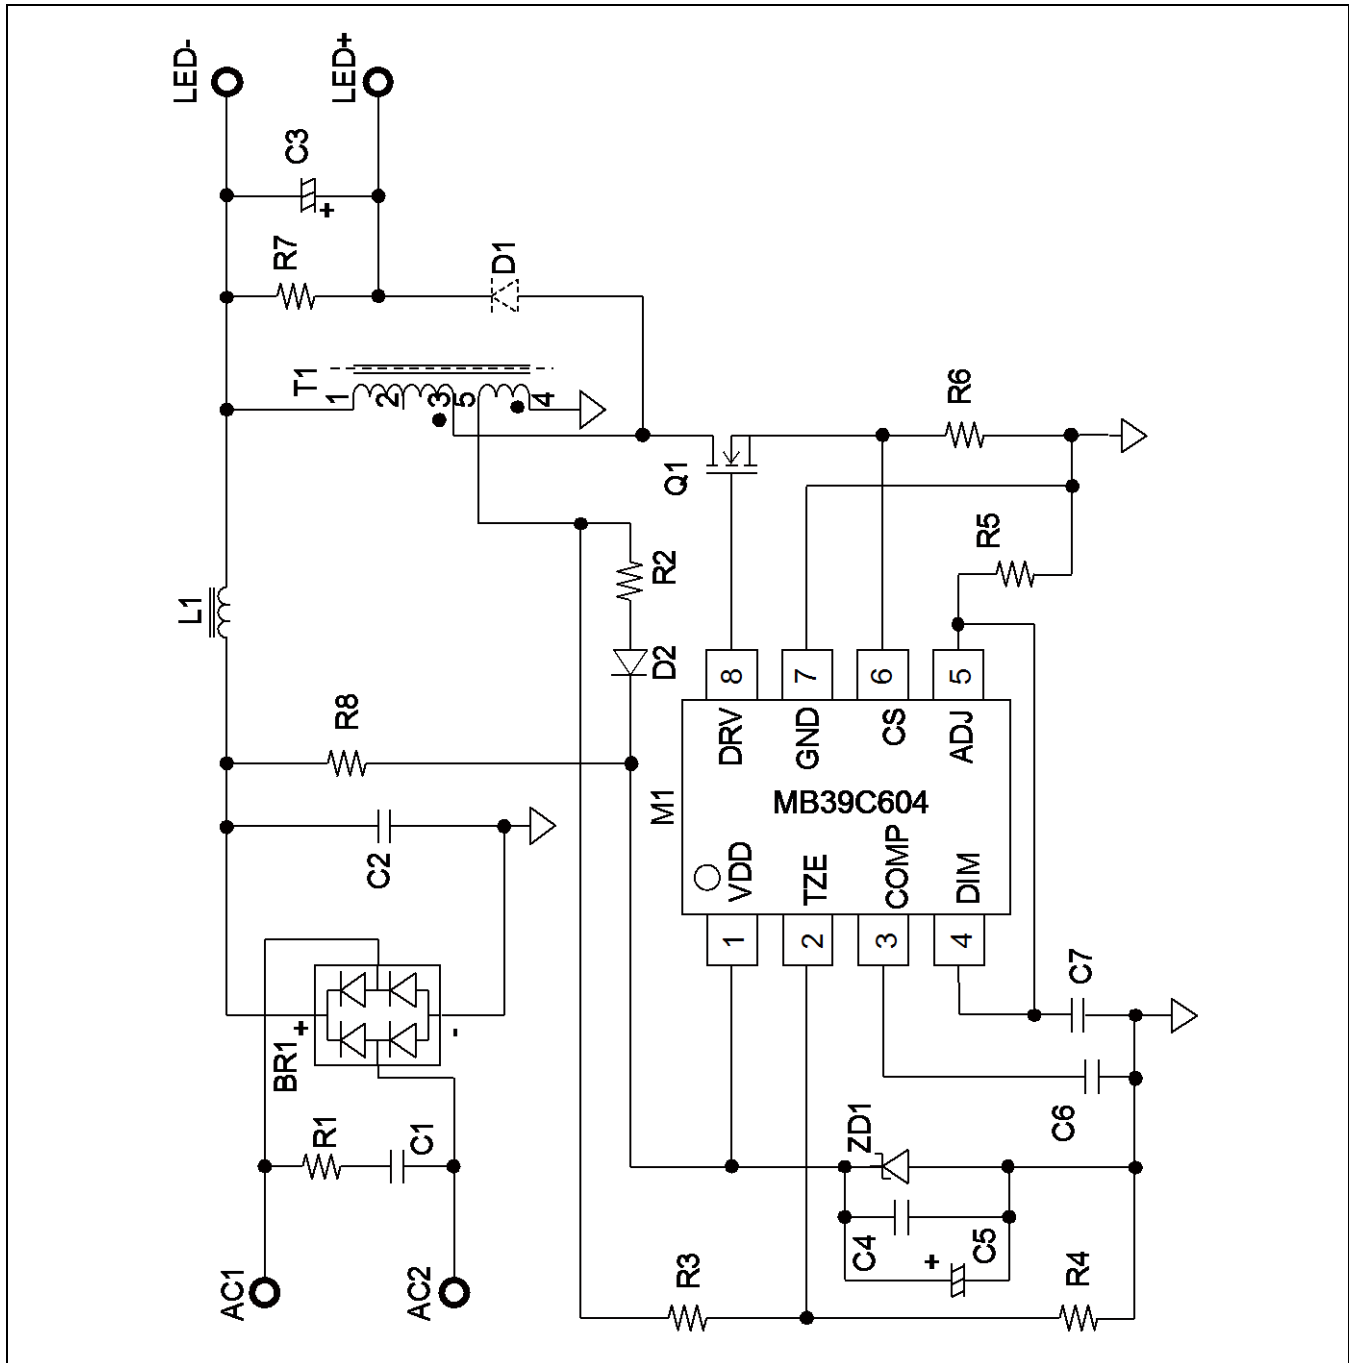 LED-
LED+
C3
+
R7
D1
T1
1
2
3
5
4
R6
Q1
R5
L1
R2
D2
R8
8
7
6
5
DRV
GND
CS
ADJ
M1
MB39C604
VDD
TZE
COMP
DIM
1
2
3
4
C2
BR1
+
-
C7
C6
R1
C1
ZD1
C4
+
C5
R3
R4
AC1
AC2